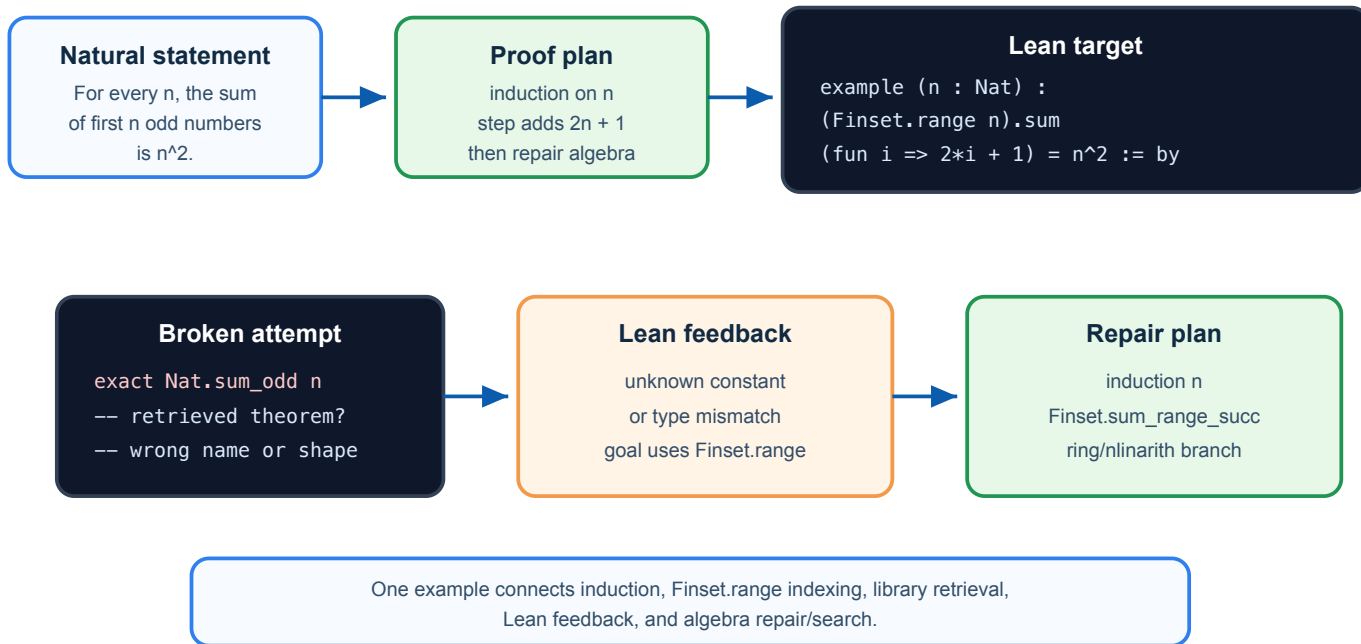 Natural statement
For every n, the sum
of first n odd numbers
is n^2.
Proof plan
induction on n
step adds 2n + 1
then repair algebra
Lean target
example (n : Nat) :
(Finset.range n).sum
(fun i => 2*i + 1) = n^2 := by
Broken attempt
exact Nat.sum_odd n
-- retrieved theorem?
-- wrong name or shape
Lean feedback
unknown constant
or type mismatch
goal uses Finset.range
Repair plan
induction n
Finset.sum_range_succ
ring/nlinarith branch
One example connects induction, Finset.range indexing, library retrieval,
Lean feedback, and algebra repair/search.